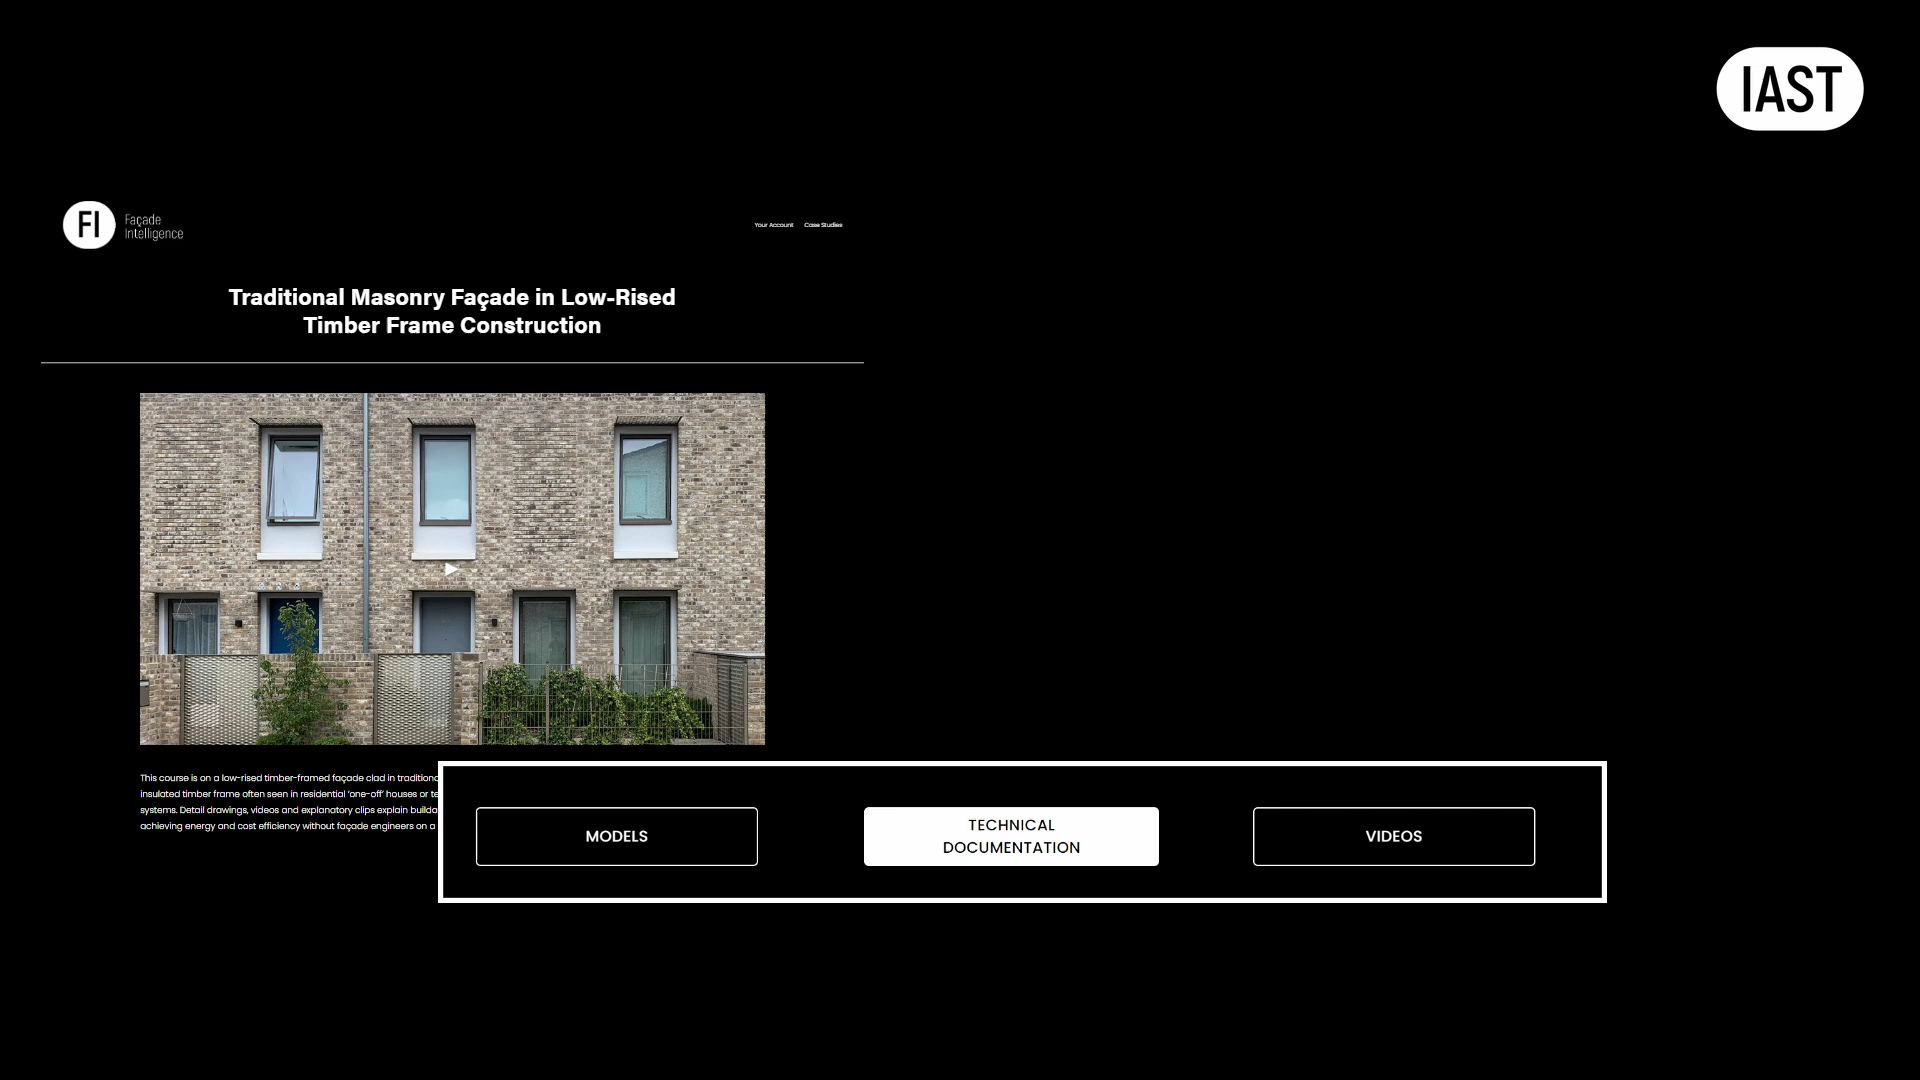 IAST
FI
Façade
Intelligence
Your Account Case Studies
Traditional Masonry Façade in Low-Rised
Timber Frame Construction
This course is on a low-rised timber-framed façade clad in
insulated timber frame often seen in residential 'one-off' houses or
systems. Detail drawings, videos and explanatory clips explain
achieving energy and cost efficiency without façade engineers on a
MODELS
TECHNICAL
DOCUMENTATION
VIDEOS